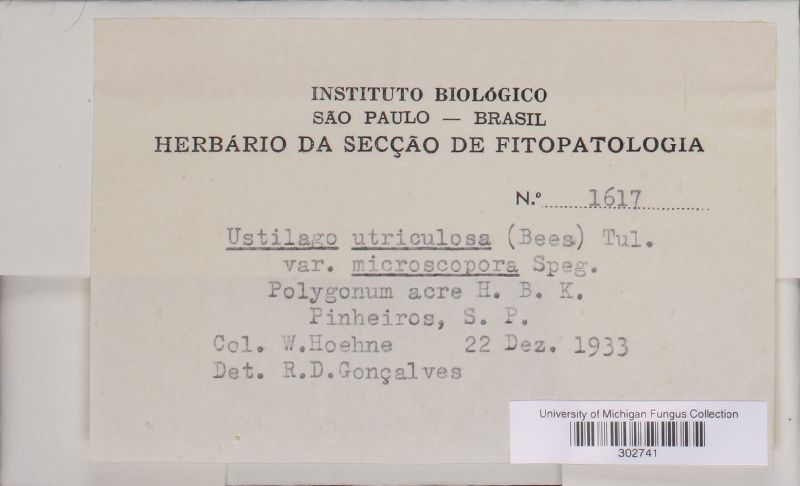 INSTITUTO BIOLÓGICO
SÃO PAULO — BRASIL
HERBÁRIO DA SECÇÃO DE FITOPATOLOGIA
N.º 1617
Ustilago utriculosa (Bees) Tul.
var. microscopora Speg.
Polygonum acre H. B. K.
Pinheiros, S. P.
Col. W.Hoehne 22 Dez. 1933
Det. R.D.Gonçalves
University of Michigan Fungus Collection
302741